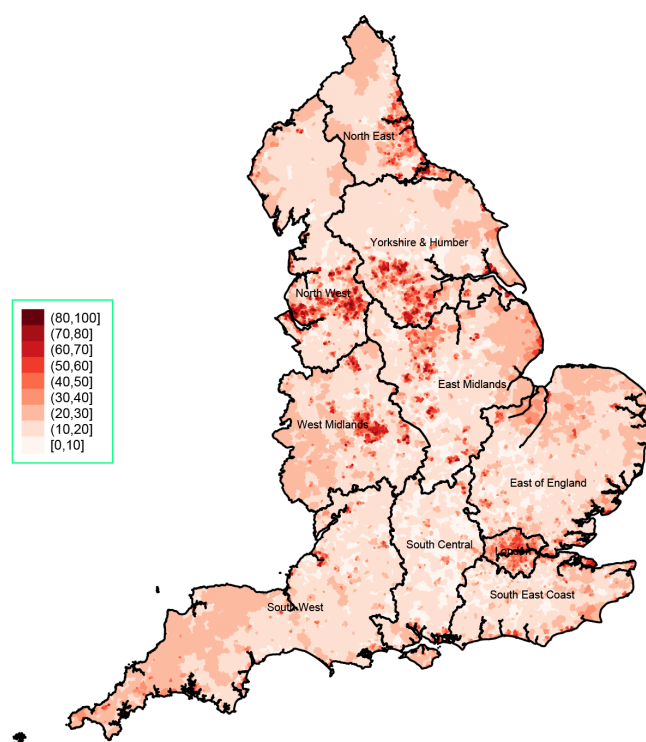 North East
Yorkshire & Humber
North West
(80,100]
(70,80]
(60,70]
(50,60]
(40,50]
(30,40]
(20,30]
(10,20]
[0,10]
East Midlands
West Midlands
East of England
South Central
London
South East Coast
South West